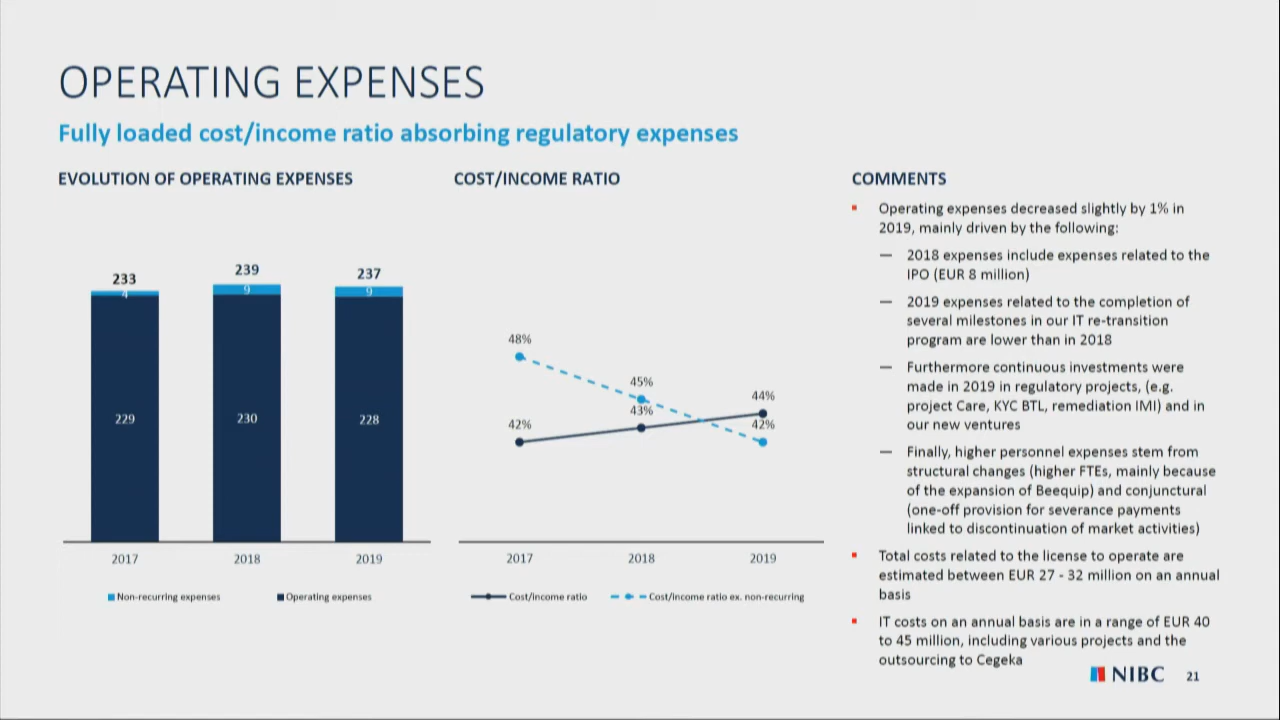 OPERATING EXPENSES
Fully loaded cost/income ratio absorbing regulatory expenses
EVOLUTION OF OPERATING EXPENSES
233
239
237
4
9
9
229
230
228
2017
2018
2019
Non-recurring expenses
Operating expenses
COST/INCOME RATIO
48%
45%
44%
42%
43%
42%
2017
2018
2019
Cost/income ratio
Cost/income ratio ex. non-recurring
COMMENTS
Operating expenses decreased slightly by 1% in
2019, mainly driven by the following:
— 2018 expenses include expenses related to the
IPO (EUR 8 million)
— 2019 expenses related to the completion of
several milestones in our IT re-transition
program are lower than in 2018
— Furthermore continuous investments were
made in 2019 in regulatory projects, (e.g.
project Care, KYC BTL, remediation IMI) and in
our new ventures
— Finally, higher personnel expenses stem from
structural changes (higher FTEs, mainly because
of the expansion of Beequip) and conjunctural
(one-off provision for severance payments
linked to discontinuation of market activities)
Total costs related to the license to operate are
estimated between EUR 27 - 32 million on an annual
basis
IT costs on an annual basis are in a range of EUR 40
to 45 million, including various projects and the
outsourcing to Cegeka
NIBC
21